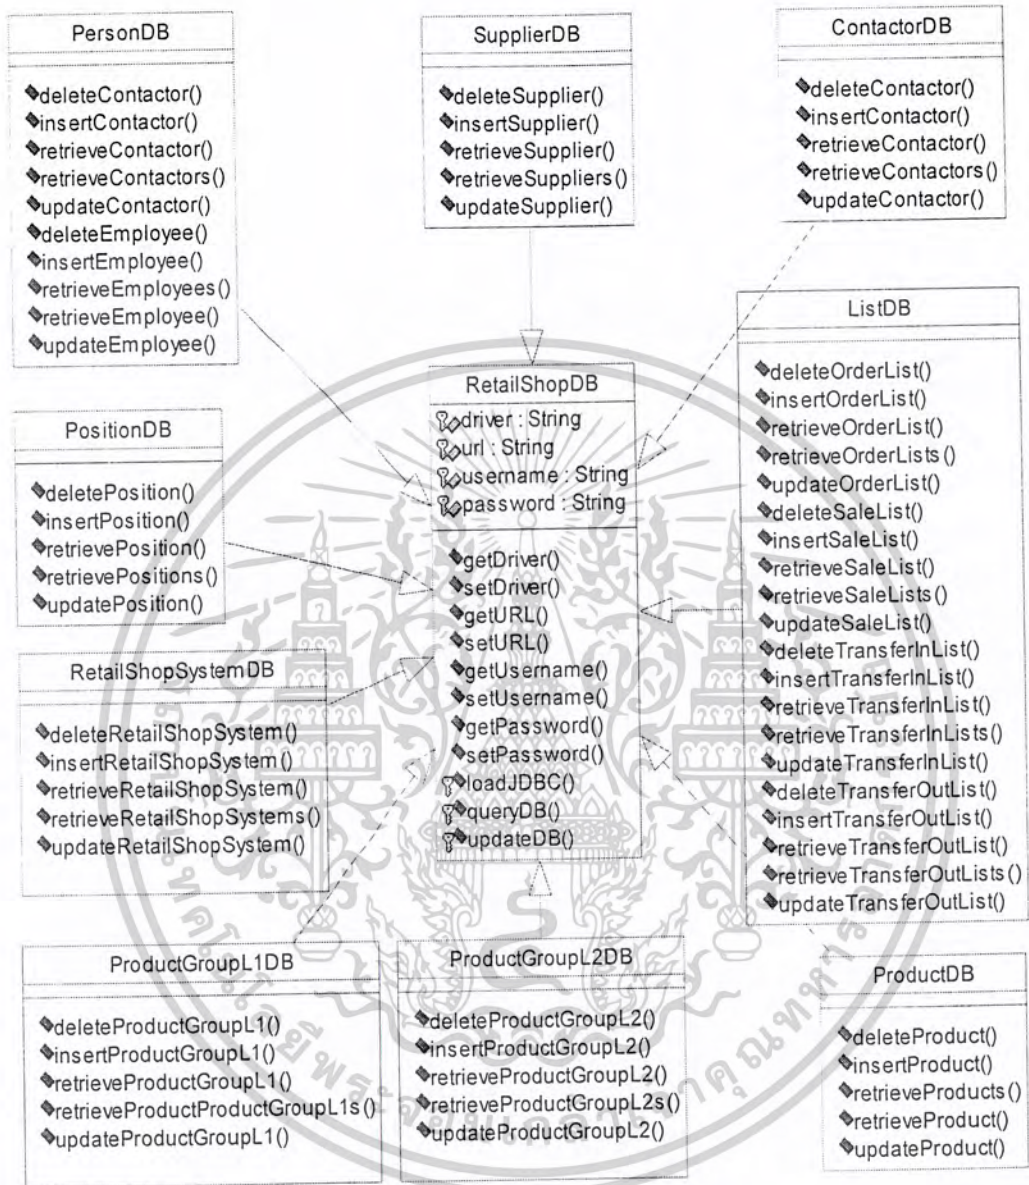 PersonDB
deleteContactor()
insertContactor()
retrieveContactor()
retrieveContactors()
updateContactor()
deleteEmployee()
insertEmployee()
retrieveEmployees()
retrieveEmployee()
updateEmployee()
SupplierDB
deleteSupplier()
insertSupplier()
retrieveSupplier()
retrieveSuppliers()
updateSupplier()
ContactorDB
deleteContactor()
insertContactor()
retrieveContactor()
retrieveContactors()
updateContactor()
PositionDB
deletePosition()
insertPosition()
retrievePosition()
retrievePositions()
updatePosition()
RetailShopDB
driver : String
url : String
username : String
password : String
getDriver()
setDriver()
getURL()
setURL()
getUsername()
setUsername()
getPassword()
setPassword()
loadJDBC()
queryDB()
updateDB()
ListDB
deleteOrderList()
insertOrderList()
retrieveOrderList()
retrieveOrderLists()
updateOrderList()
deleteSaleList()
insertSaleList()
retrieveSaleList()
retrieveSaleLists()
updateSaleList()
deleteTransferInList()
insertTransferInList()
retrieveTransferInList()
retrieveTransferInLists()
updateTransferInList()
deleteTransferOutList()
insertTransferOutList()
retrieveTransferOutList()
retrieveTransferOutLists()
updateTransferOutList()
RetailShopSystemDB
deleteRetailShopSystem()
insertRetailShopSystem()
retrieveRetailShopSystem()
retrieveRetailShopSystems()
updateRetailShopSystem()
ProductGroupL1DB
deleteProductGroupL1()
insertProductGroupL1()
retrieveProductGroupL1()
retrieveProductProductGroupL1s()
updateProductGroupL1()
ProductGroupL2DB
deleteProductGroupL2()
insertProductGroupL2()
retrieveProductGroupL2()
retrieveProductGroupL2s()
updateProductGroupL2()
ProductDB
deleteProduct()
insertProduct()
retrieveProducts()
retrieveProduct()
updateProduct()